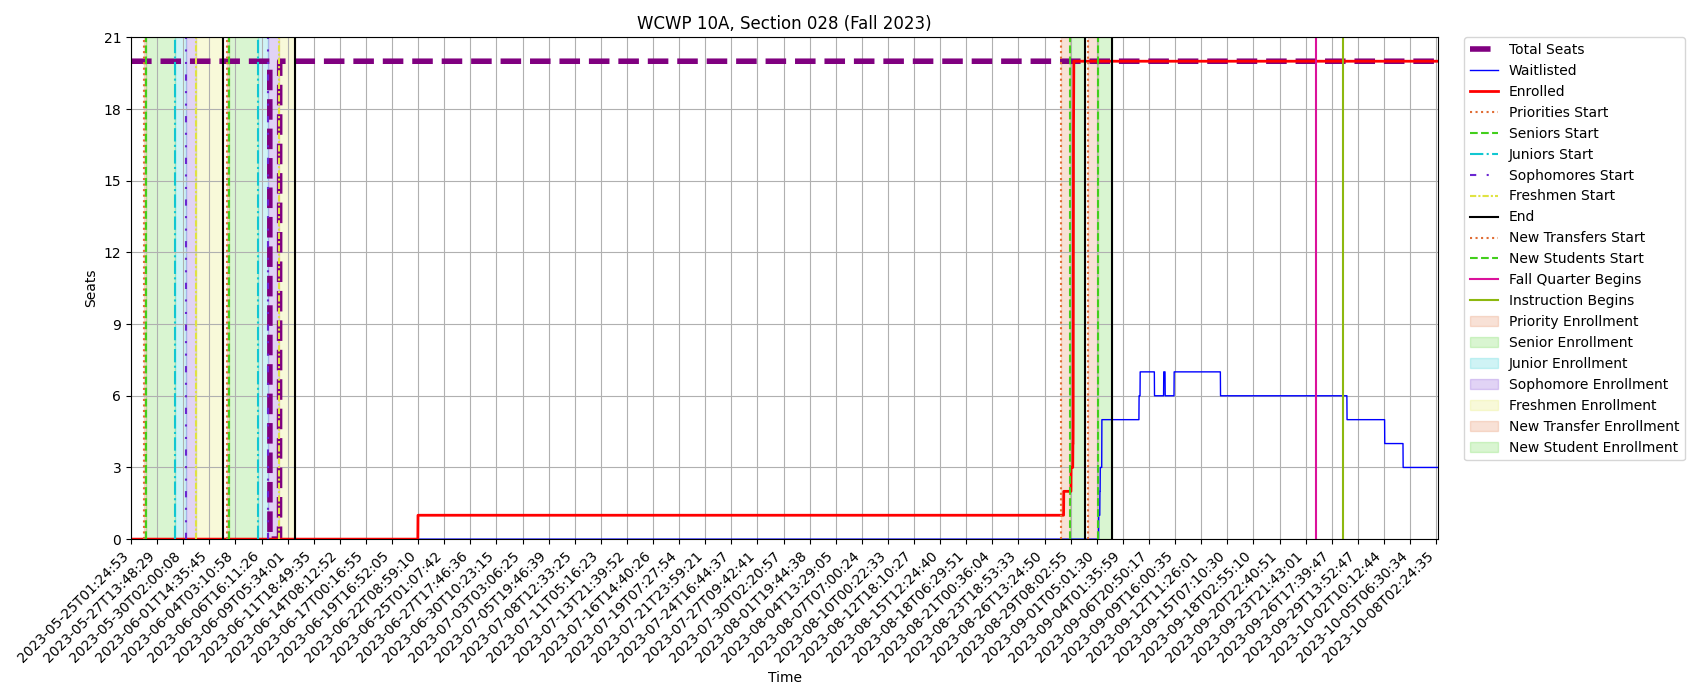 WCWP 10A, Section 028 (Fall 2023)
21
18
15
12
9
6
3
0
Seats
2023-05-25T01:24:53
2023-05-27T13:48:29
2023-05-30T02:00:08
2023-06-01T14:35:45
2023-06-04T03:10:58
2023-06-06T16:11:26
2023-06-09T05:34:01
2023-06-11T18:49:35
2023-06-14T08:12:52
2023-06-17T00:16:55
2023-06-19T16:52:05
2023-06-22T08:59:10
2023-06-25T01:07:42
2023-06-27T17:46:36
2023-06-30T10:23:15
2023-07-03T03:06:25
2023-07-05T19:46:39
2023-07-08T12:33:25
2023-07-11T05:16:23
2023-07-13T21:39:52
2023-07-16T14:40:26
2023-07-19T07:27:54
2023-07-21T23:59:21
2023-07-24T16:44:37
2023-07-27T09:42:41
2023-07-30T02:20:57
2023-08-01T19:44:38
2023-08-04T13:29:05
2023-08-07T07:00:24
2023-08-10T00:22:33
2023-08-12T18:10:27
2023-08-15T12:24:40
2023-08-18T06:29:51
2023-08-21T00:36:04
2023-08-23T18:53:33
2023-08-26T13:24:50
2023-08-29T08:02:55
2023-09-01T05:01:30
2023-09-04T01:35:59
2023-09-06T20:50:17
2023-09-09T16:00:35
2023-09-12T11:26:01
2023-09-15T07:10:30
2023-09-18T02:55:10
2023-09-20T22:40:51
2023-09-23T21:43:01
2023-09-26T17:39:47
2023-09-29T13:52:47
2023-10-02T10:12:44
2023-10-05T06:30:34
2023-10-08T02:24:35
Time
Total Seats
Waitlisted
Enrolled
Priorities Start
Seniors Start
Juniors Start
Sophomores Start
Freshmen Start
End
New Transfers Start
New Students Start
Fall Quarter Begins
Instruction Begins
Priority Enrollment
Senior Enrollment
Junior Enrollment
Sophomore Enrollment
Freshmen Enrollment
New Transfer Enrollment
New Student Enrollment